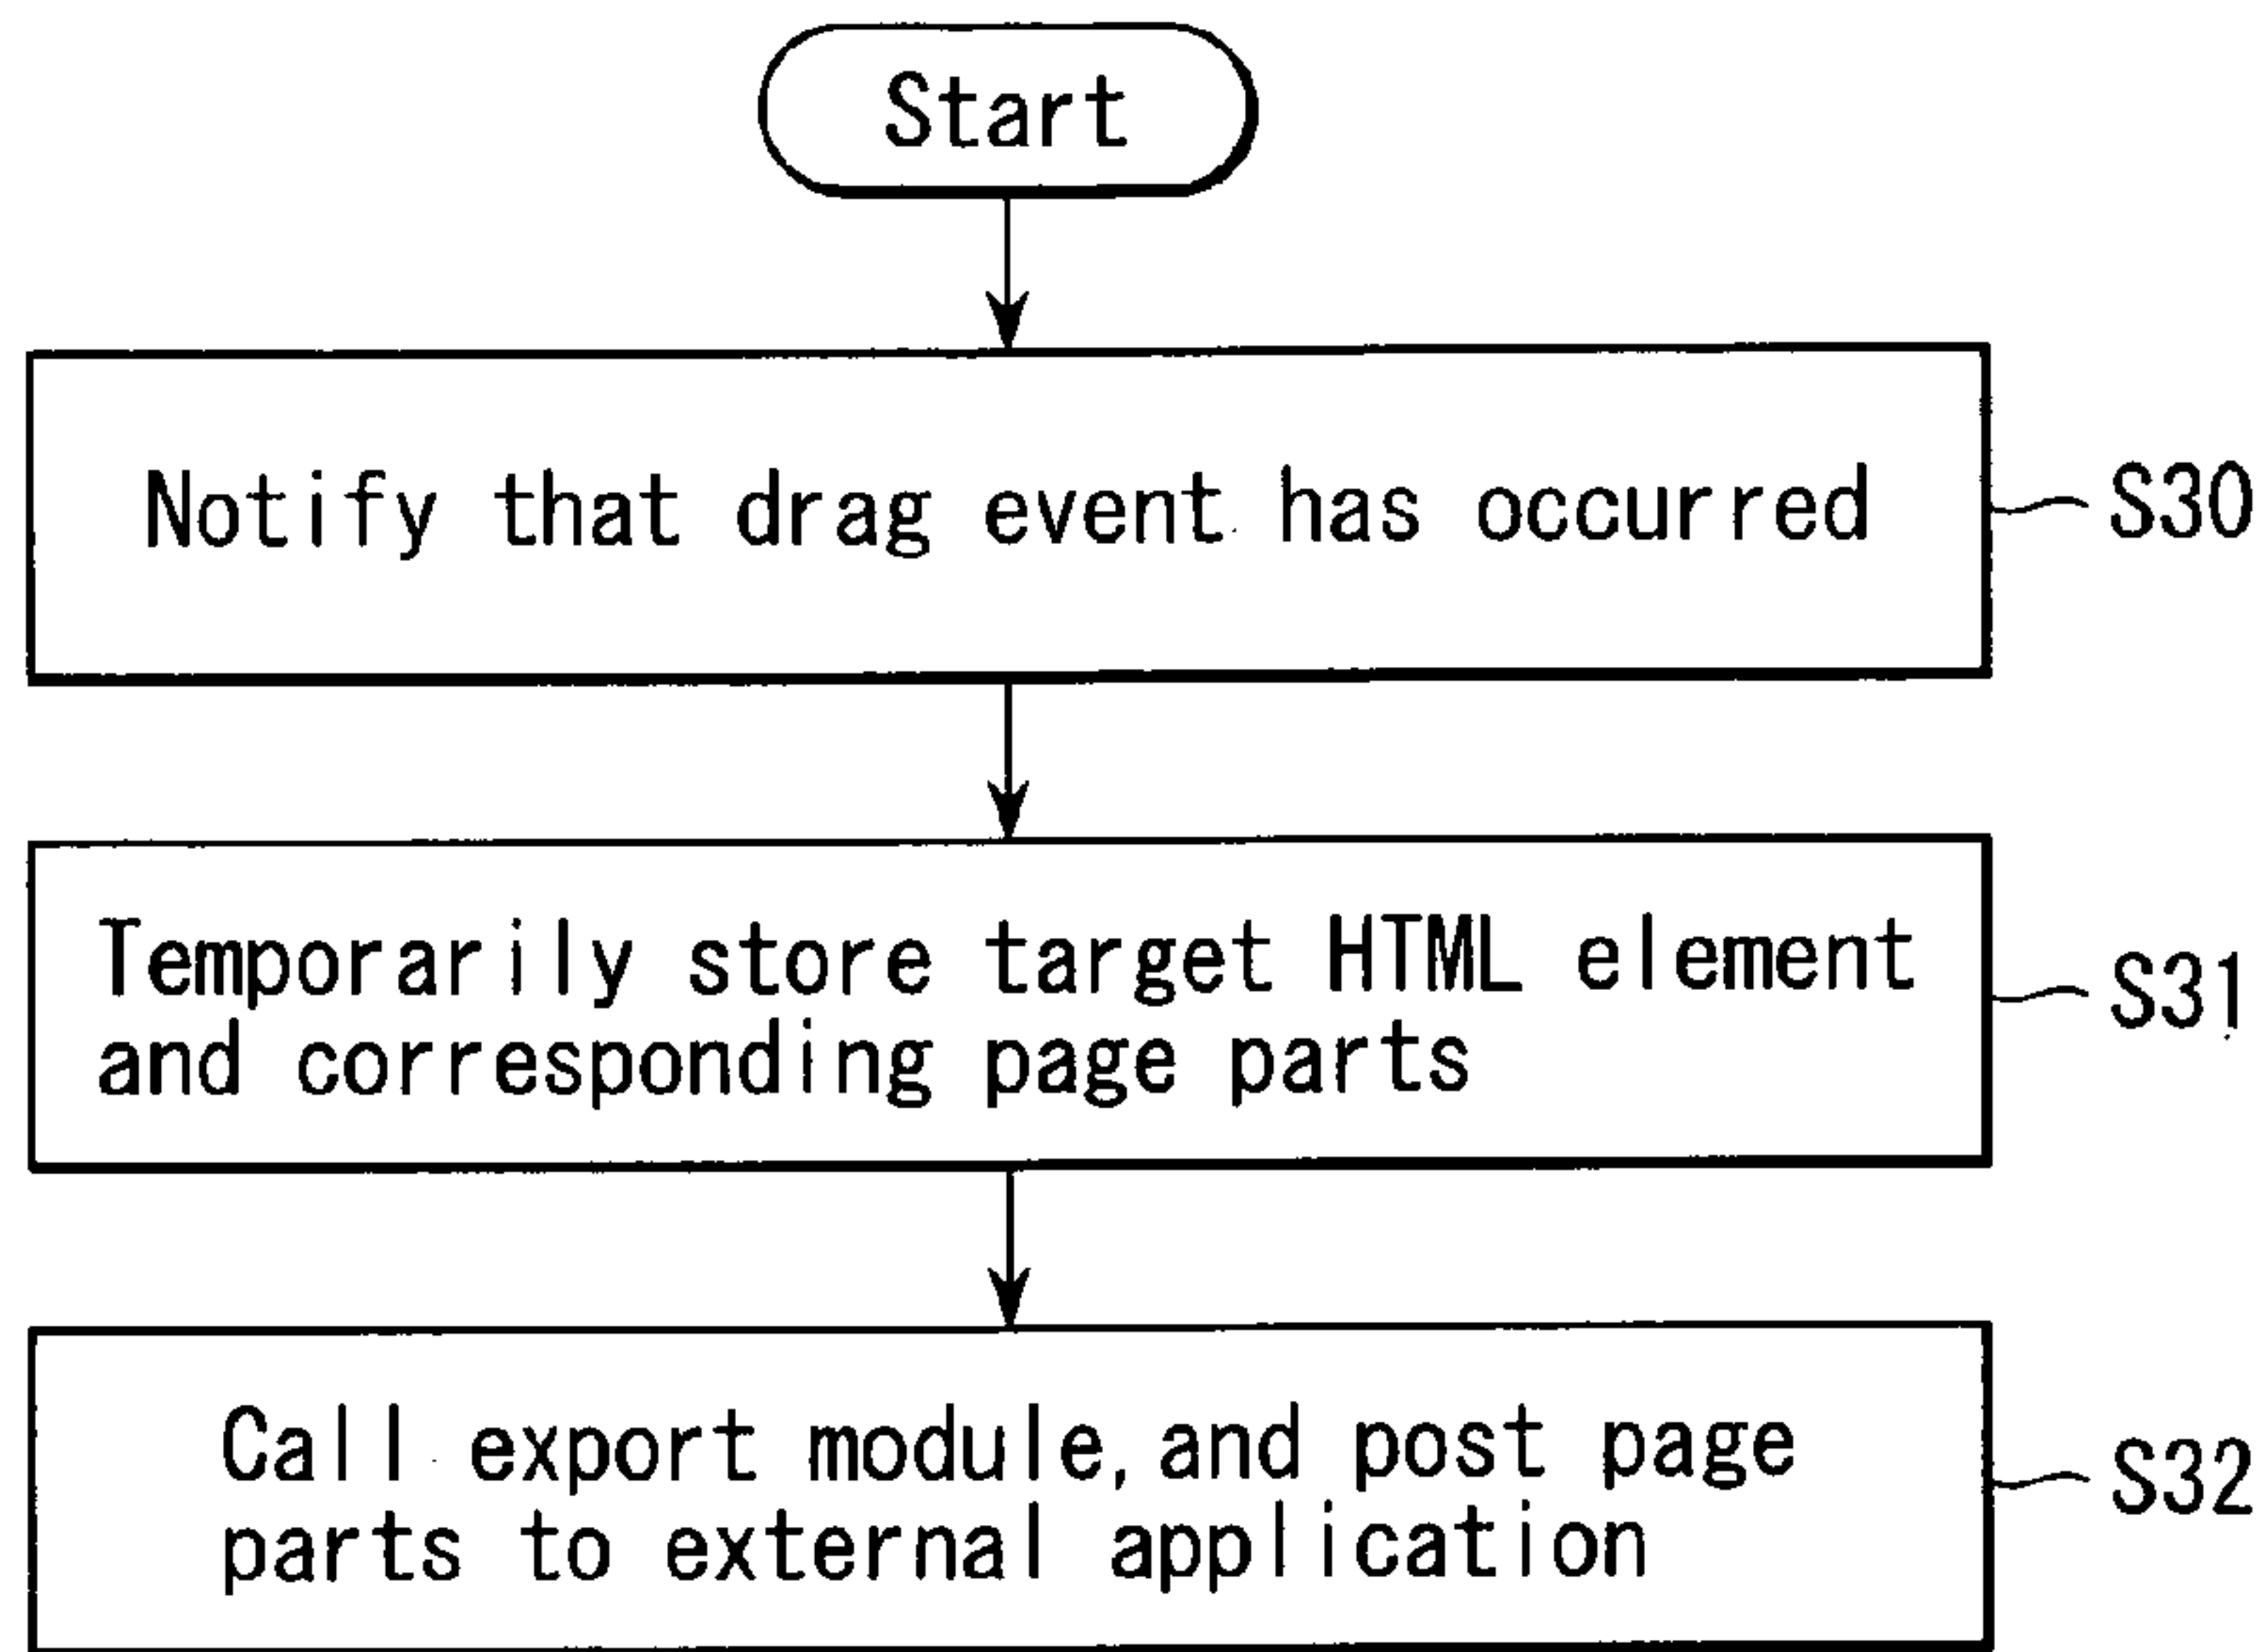 Start
Notify that drag event has occurred
S30
Temporarily store target HTML element
and corresponding page parts
S31
Call export module, and post page
parts to external application
S32